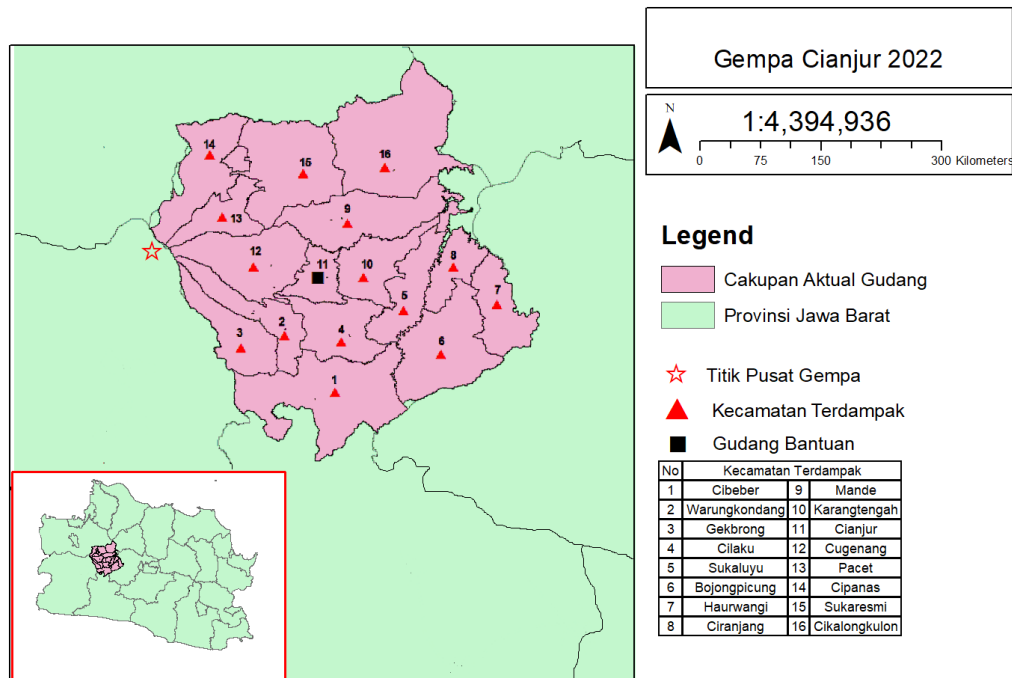 Gempa Cianjur 2022
N
1:4,394,936
0 75 150 300 Kilometers
Legend
Cakupan Aktual Gudang
Provinsi Jawa Barat
Titik Pusat Gempa
Kecamatan Terdampak
Gudang Bantuan
No Kecamatan Terdampak
1 Cibeber 9 Mande
2 Warungkondang 10 Karangtengah
3 Gekbrong 11 Cianjur
4 Cilaku 12 Cugenang
5 Sukaluyu 13 Pacet
6 Bojongpicung 14 Cipanas
7 Haurwangi 15 Sukaresmi
8 Ciranjang 16 Cikalongkulon
14
15
16
13
9
12
11
10
8
7
5
3
2
4
6
1